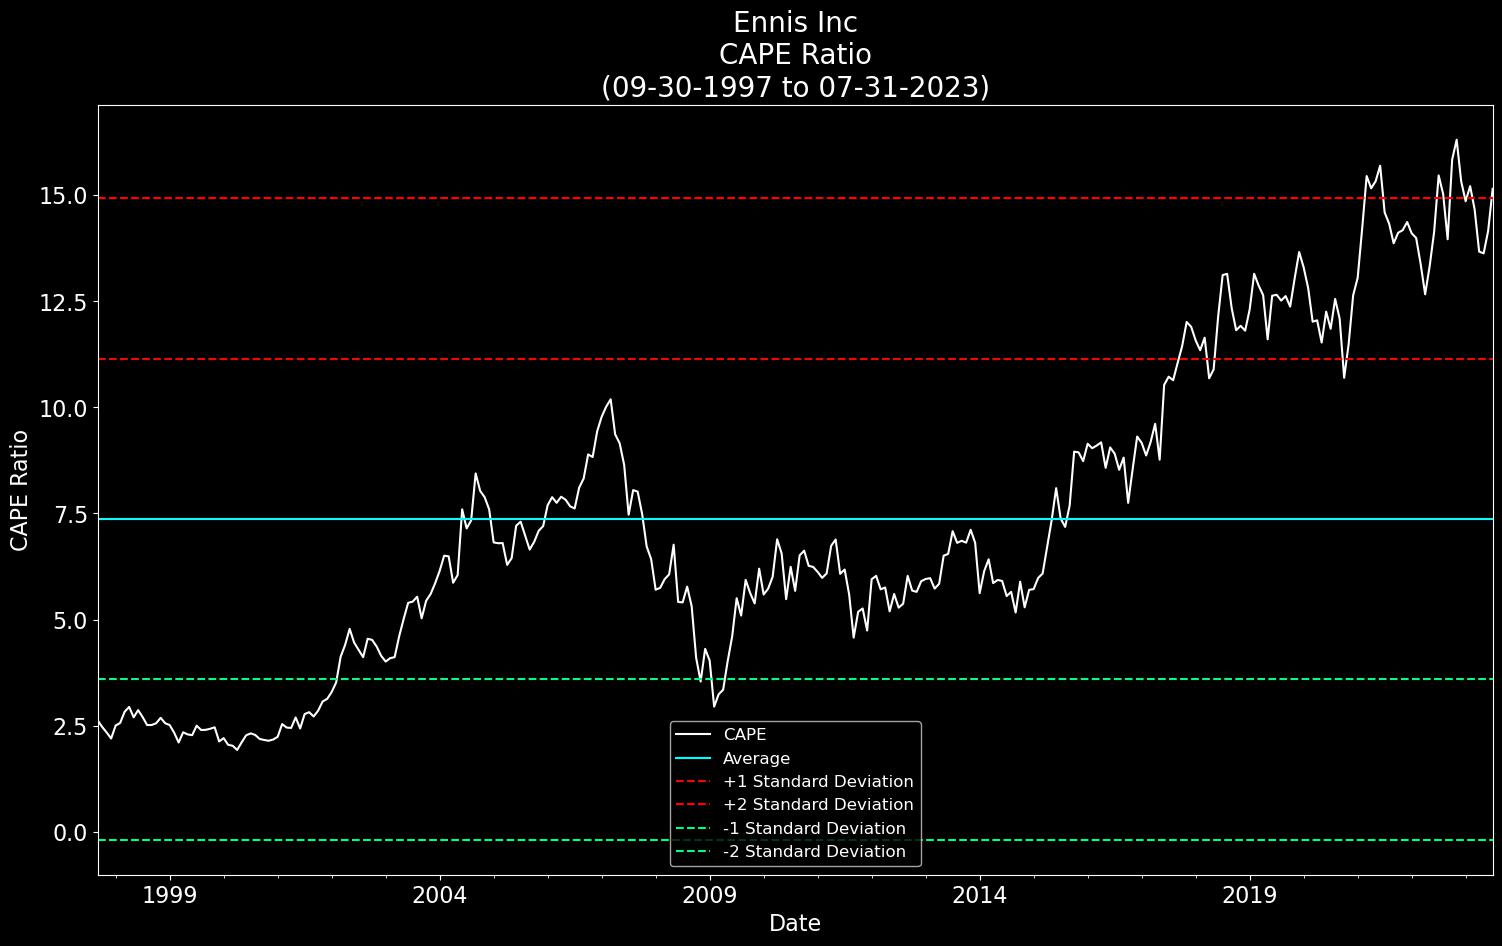 Ennis Inc
CAPE Ratio
(09-30-1997 to 07-31-2023)
CAPE Ratio
15.0
12.5
10.0
7.5
5.0
2.5
0.0
CAPE
Average
+1 Standard Deviation
+2 Standard Deviation
-1 Standard Deviation
-2 Standard Deviation
1999 2004 2009 2014 2019
Date